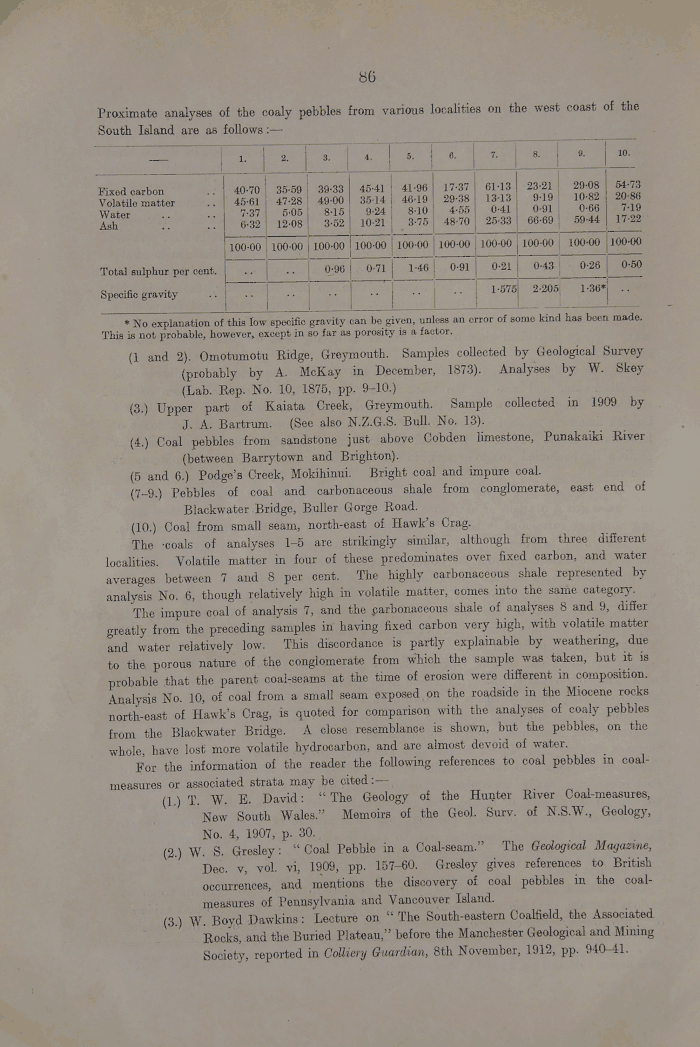 86
Proximate analyses of the coaly pebbles from various localities on the west coast of the
South Island are as follows :—
— 1. 2. 3. 4. 5. 6. 7. 8. 9. 10.
Fixed carbon .. 40·70 35·59 39·33 45·41 41·96 17·37 61·13 23·21 29·08 54·73
Volatile matter .. 45·61 47·28 49·00 35·14 46·19 29·38 13·13 9·19 10·82 20·86
Water .. .. 7·37 5·05 8·15 9·24 8·10 4·55 0·41 0·91 0·66 7·19
Ash .. .. 6·32 12·08 3·52 10·21 3·75 48·70 25·33 66·69 59·44 17·22
100·00 100·00 100·00 100·00 100·00 100·00 100·00 100·00 100·00 100·00
Total sulphur per cent. .. .. 0·96 0·71 1·46 0·91 0·21 0·43 0·26 0·50
Specific gravity .. .. .. .. .. .. .. 1·575 2·205 1·36* ..
* No explanation of this low specific gravity can be given, unless an error of some kind has been made.
This is not probable, however, except in so far as porosity is a factor.
(1 and 2). Omotumotu Ridge, Greymouth. Samples collected by Geological Survey
(probably by A. McKay in December, 1873). Analyses by W. Skey
(Lab. Rep. No. 10, 1875, pp. 9–10.)
(3.) Upper part of Kaiata Creek, Greymouth. Sample collected in 1909 by
J. A. Bartrum. (See also N.Z.G.S. Bull. No. 13).
(4.) Coal pebbles from sandstone just above Cobden limestone, Punakaiki River
(between Barrytown and Brighton).
(5 and 6.) Podge's Creek, Mokihinui. Bright coal and impure coal.
(7–9.) Pebbles of coal and carbonaceous shale from conglomerate, east end of
Blackwater Bridge, Buller Gorge Road.
(10.) Coal from small seam, north-east of Hawk's Crag.
The coals of analyses 1–5 are strikingly similar, although from three different
localities. Volatile matter in four of these predominates over fixed carbon, and water
averages between 7 and 8 per cent. The highly carbonaceous shale represented by
analysis No. 6, though relatively high in volatile matter, comes into the same category.
The impure coal of analysis 7, and the carbonaceous shale of analyses 8 and 9, differ
greatly from the preceding samples in having fixed carbon very high, with volatile matter
and water relatively low. This discordance is partly explainable by weathering, due
to the porous nature of the conglomerate from which the sample was taken, but it is
probable that the parent coal-seams at the time of erosion were different in composition.
Analysis No. 10, of coal from a small seam exposed on the roadside in the Miocene rocks
north-east of Hawk's Crag, is quoted for comparison with the analyses of coaly pebbles
from the Blackwater Bridge. A close resemblance is shown, but the pebbles, on the
whole, have lost more volatile hydrocarbon, and are almost devoid of water.
For the information of the reader the following references to coal pebbles in coal-
measures or associated strata may be cited :—
(1.) T. W. E. David : “ The Geology of the Hunter River Coal-measures,
New South Wales.” Memoirs of the Geol. Surv. of N.S.W., Geology,
No. 4, 1907, p. 30.
(2.) W. S. Gresley : “ Coal Pebble in a Coal-seam.” The Geological Magazine,
Dec. v, vol. vi, 1909, pp. 157–60. Gresley gives references to British
occurrences, and mentions the discovery of coal pebbles in the coal-
measures of Pennsylvania and Vancouver Island.
(3.) W. Boyd Dawkins : Lecture on “ The South-eastern Coalfield, the Associated
Rocks, and the Buried Plateau,” before the Manchester Geological and Mining
Society, reported in Colliery Guardian, 8th November, 1912, pp. 940–41.